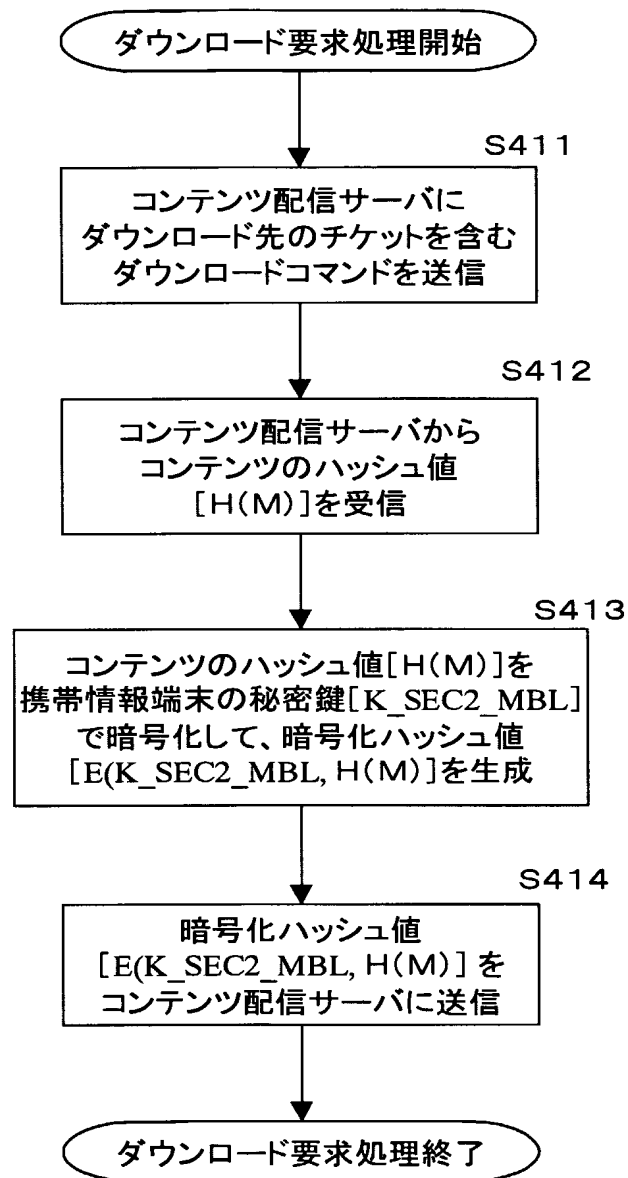 ダウンロード要求処理開始
S411
コンテンツ配信サーバに
ダウンロード先のチケットを含む
ダウンロードコマンドを送信
S412
コンテンツ配信サーバから
コンテンツのハッシュ値
[H(M)]を受信
S413
コンテンツのハッシュ値[H(M)]を
携帯情報端末の秘密鍵[K_SEC2_MBL]
で暗号化して、暗号化ハッシュ値
[E(K_SEC2_MBL, H(M)]を生成
S414
暗号化ハッシュ値
[E(K_SEC2_MBL, H(M)] を
コンテンツ配信サーバに送信
ダウンロード要求処理終了